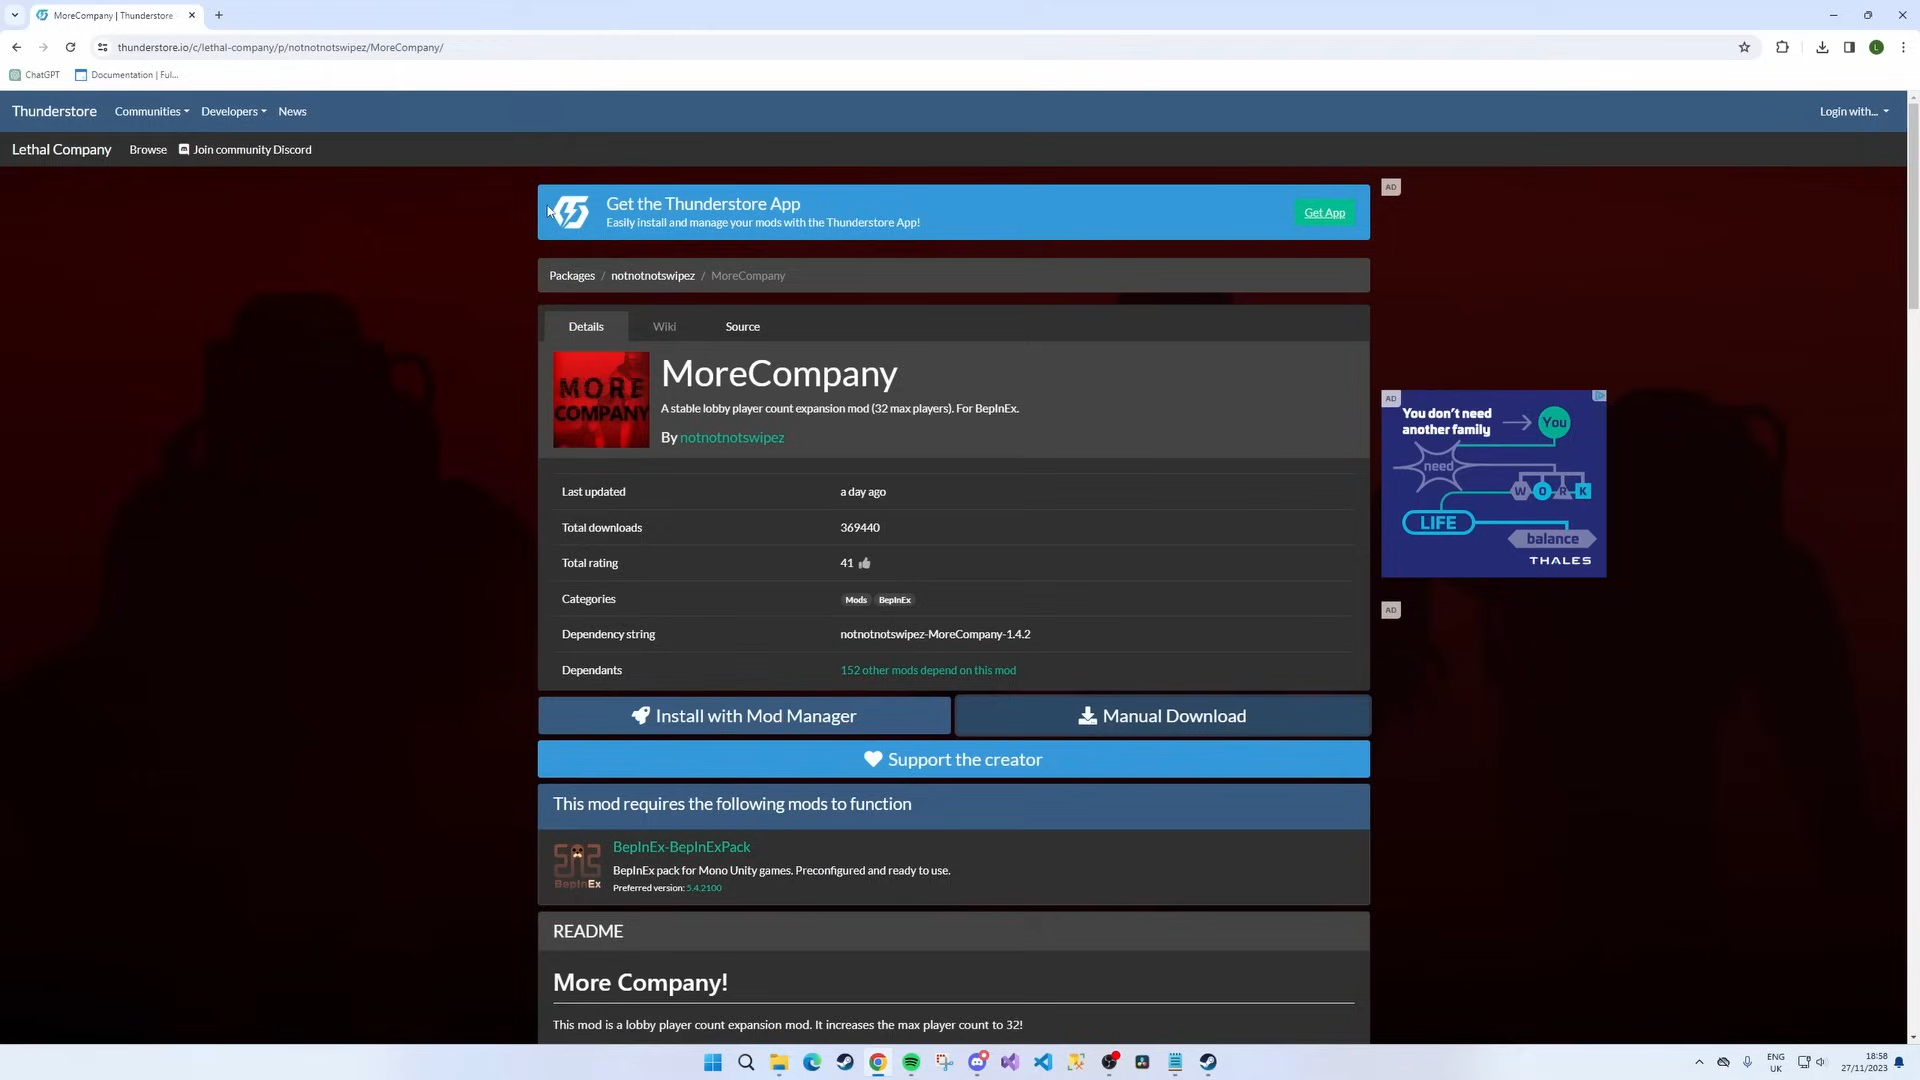 MoreCompany | Thunderstore
thunderstore.io/c/lethal-company/p/notnotnotswipez/MoreCompany/
L
ChatGPT
Documentation | Ful...
Thunderstore
Communities
Developers
News
Login with...
Lethal Company
Browse
Join community Discord
Get the Thunderstore App
Easily install and manage your mods with the Thunderstore App!
Get App
AD
Packages / notnotnotswipez / MoreCompany
Details
Wiki
Source
MORE
COMPANY
MoreCompany
A stable lobby player count expansion mod (32 max players). For BepInEx.
By notnotnotswipez
AD
You don't need
another family
You
need
WORK
LIFE
balance
THALES
Last updated
a day ago
Total downloads
369440
Total rating
41
Categories
Mods BepInEx
AD
Dependency string
notnotnotswipez-MoreCompany-1.4.2
Dependants
152 other mods depend on this mod
Install with Mod Manager
Manual Download
Support the creator
This mod requires the following mods to function
BepInEx
BepInEx-BepInExPack
BepInEx pack for Mono Unity games. Preconfigured and ready to use.
Preferred version: 5.4.2100
README
More Company!
This mod is a lobby player count expansion mod. It increases the max player count to 32!
ENG
UK
18:58
27/11/2023